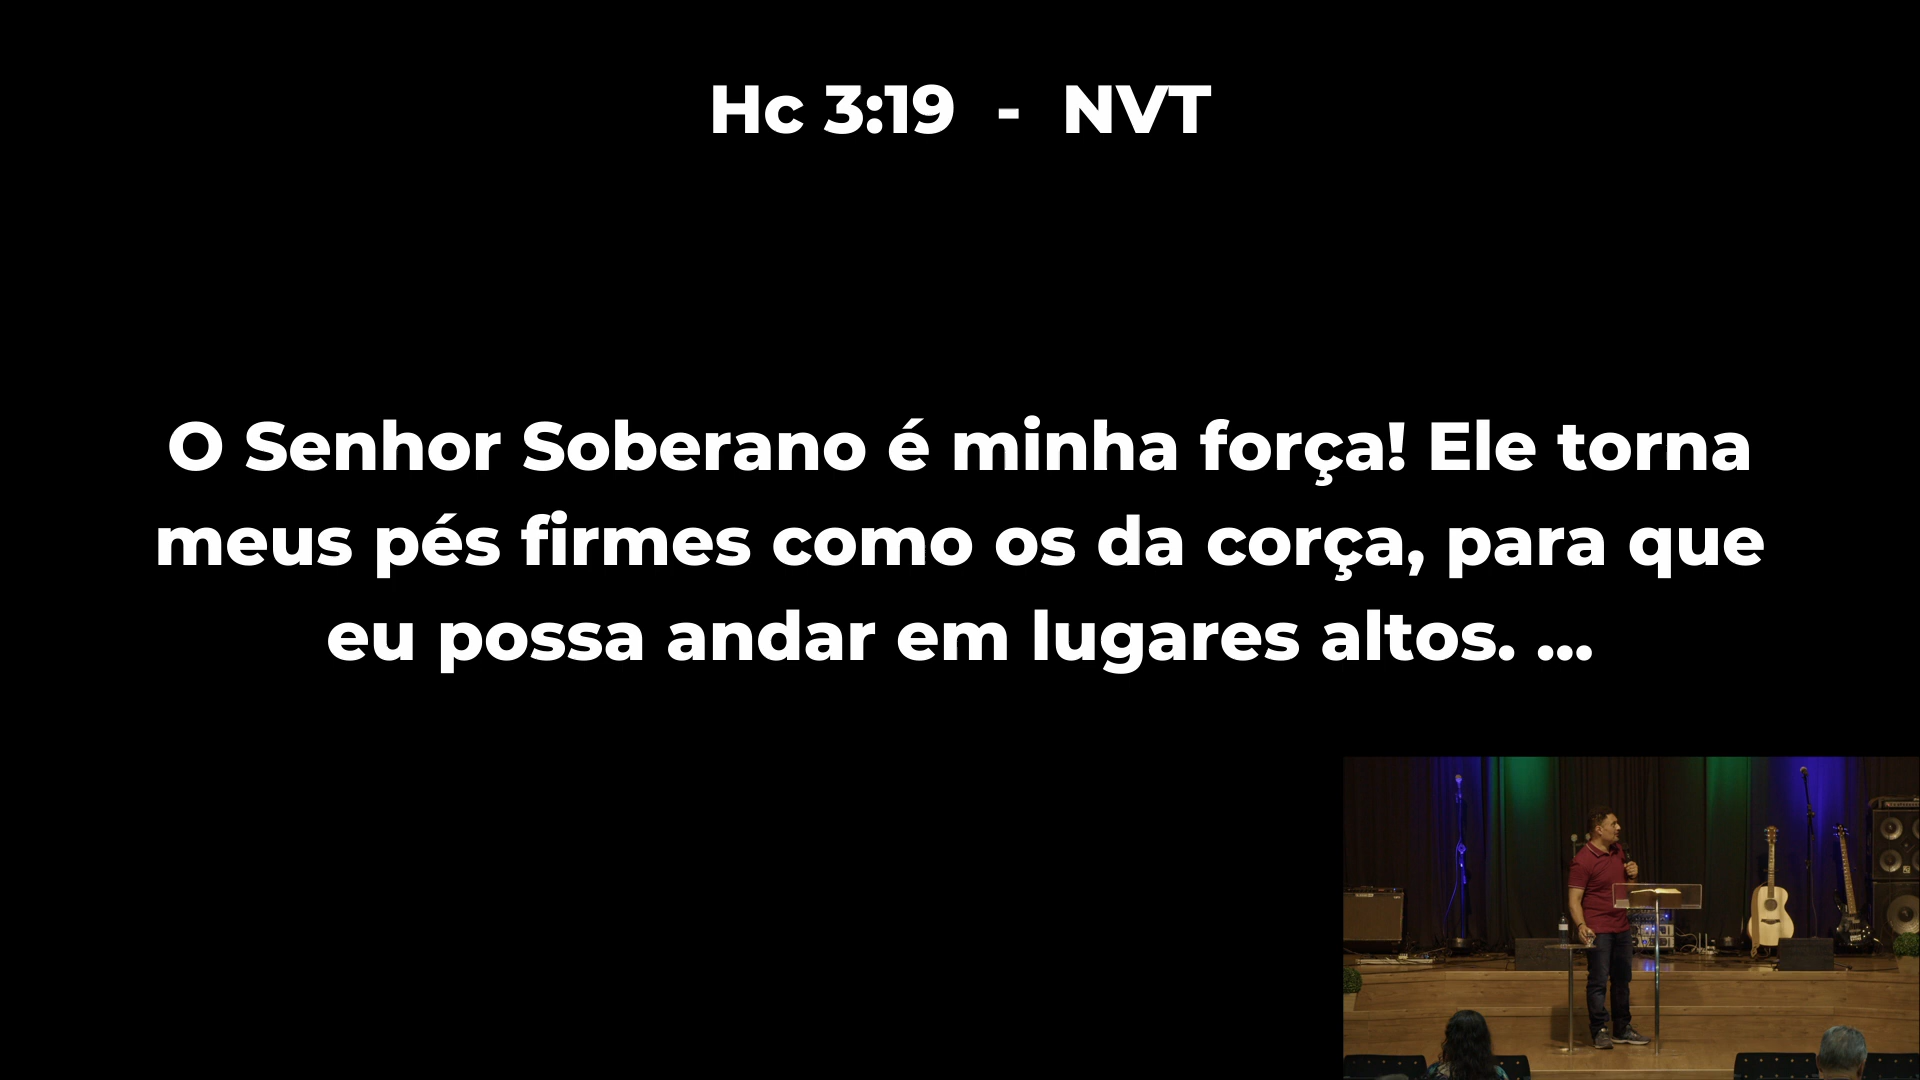 Hc 3:19 - NVT
O Senhor Soberano é minha força! Ele torna
meus pés firmes como os da corça, para que
eu possa andar em lugares altos. ...